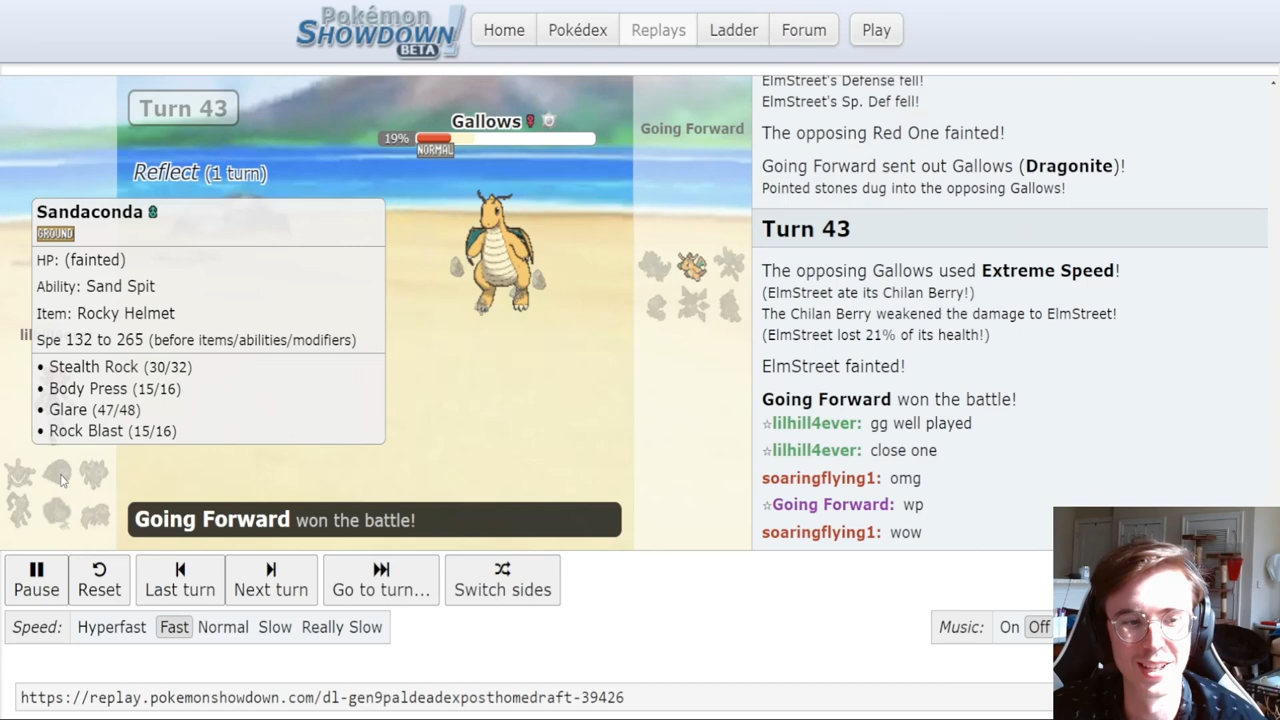 Pokémon
SHOWDOWN!
BETA
Home
Pokédex
Replays
Ladder
Forum
Play
Turn 43
Gallows
19%
NORMAL
Going Forward
Reflect (1 turn)
Sandaconda
GROUND
HP: (fainted)
Ability: Sand Spit
Item: Rocky Helmet
Spe 132 to 265 (before items/abilities/modifiers)
• Stealth Rock (30/32)
• Body Press (15/16)
• Glare (47/48)
• Rock Blast (15/16)
Going Forward won the battle!
ElmStreet's Defense fell!
ElmStreet's Sp. Def fell!
The opposing Red One fainted!
Going Forward sent out Gallows (Dragonite)!
Pointed stones dug into the opposing Gallows!
Turn 43
The opposing Gallows used Extreme Speed!
(ElmStreet ate its Chilan Berry!)
The Chilan Berry weakened the damage to ElmStreet!
(ElmStreet lost 21% of its health!)
ElmStreet fainted!
Going Forward won the battle!
☆lilhill4ever: gg well played
☆lilhill4ever: close one
soaringflying1: omg
☆Going Forward: wp
soaringflying1: wow
Pause
Reset
Last turn
Next turn
Go to turn...
Switch sides
Speed: Hyperfast Fast Normal Slow Really Slow
Music: On Off
https://replay.pokemonshowdown.com/dl-gen9paldeadexposthomedraft-39426